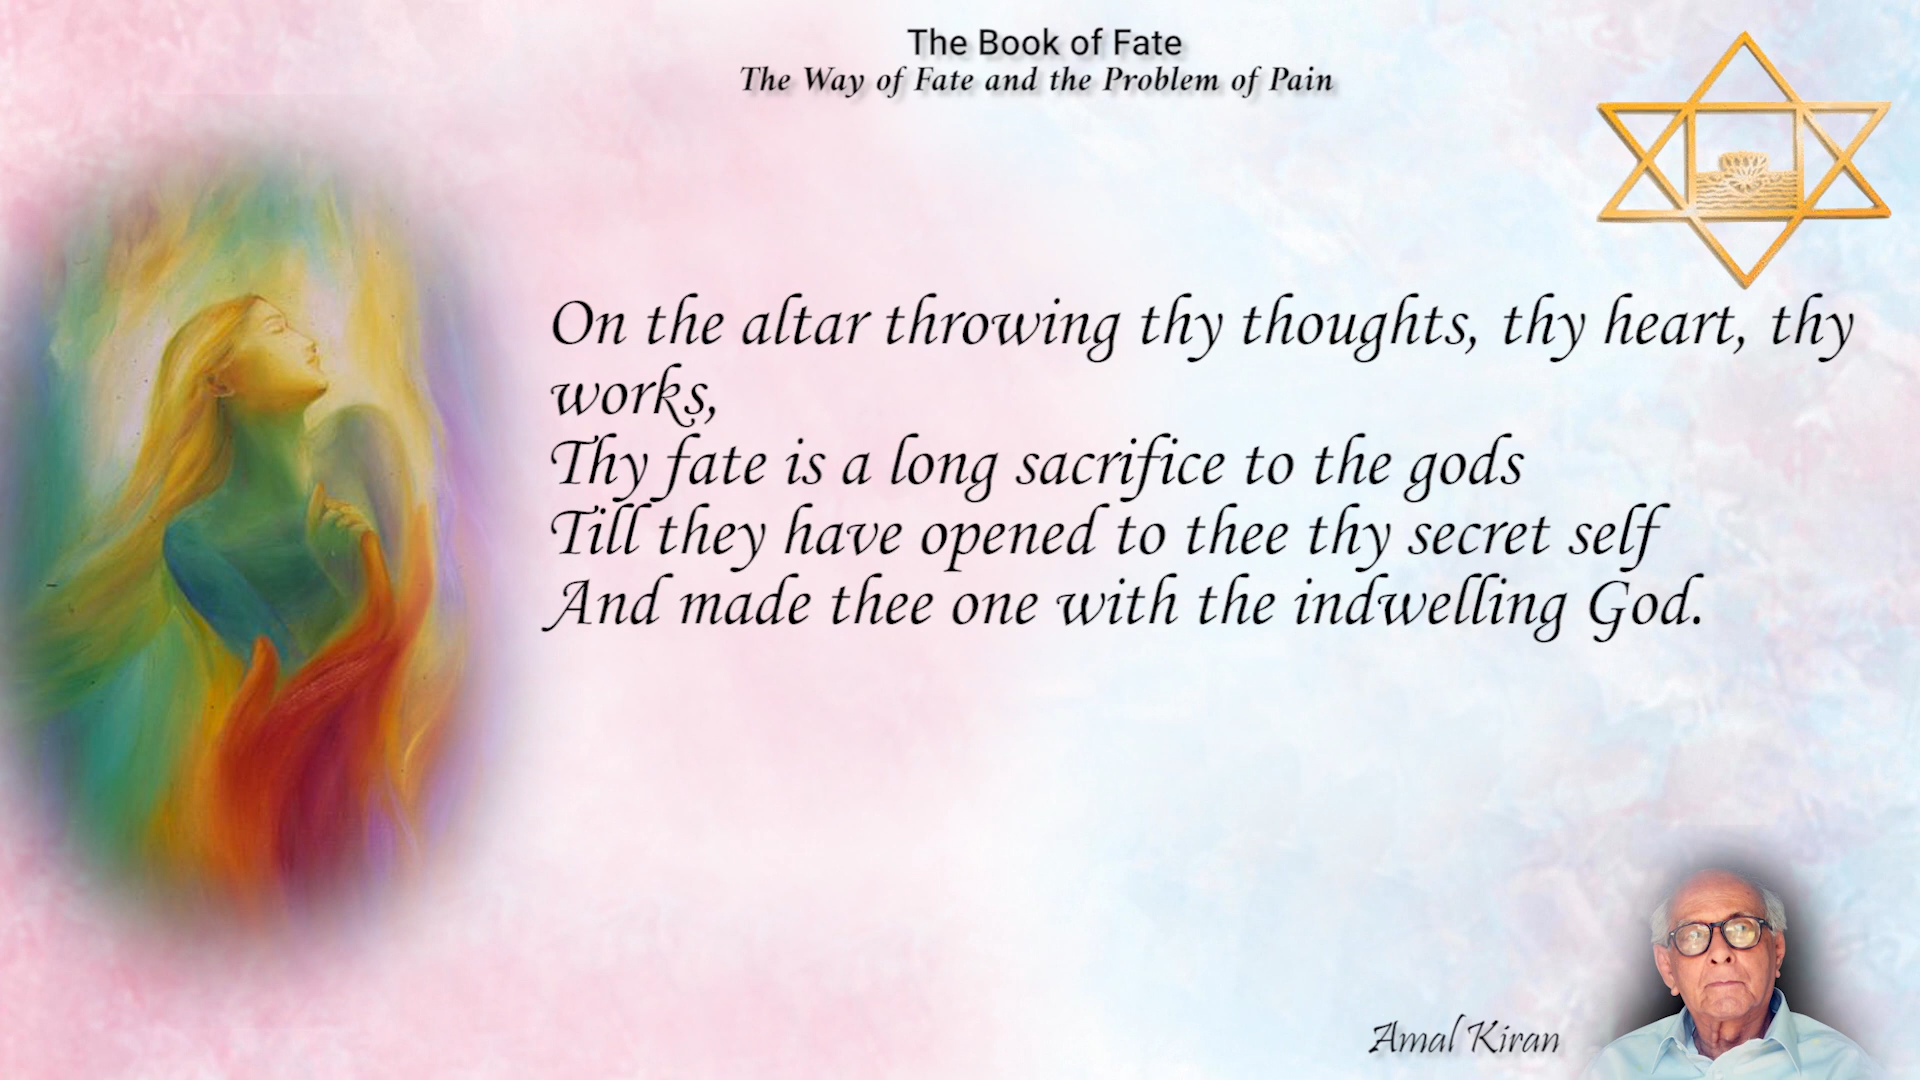 The Book of Fate
The Way of Fate and the Problem of Pain
On the altar throwing thy thoughts, thy heart, thy
works,
Thy fate is a long sacrifice to the gods
Till they have opened to thee thy secret self
And made thee one with the indwelling God.
Amal Kiran